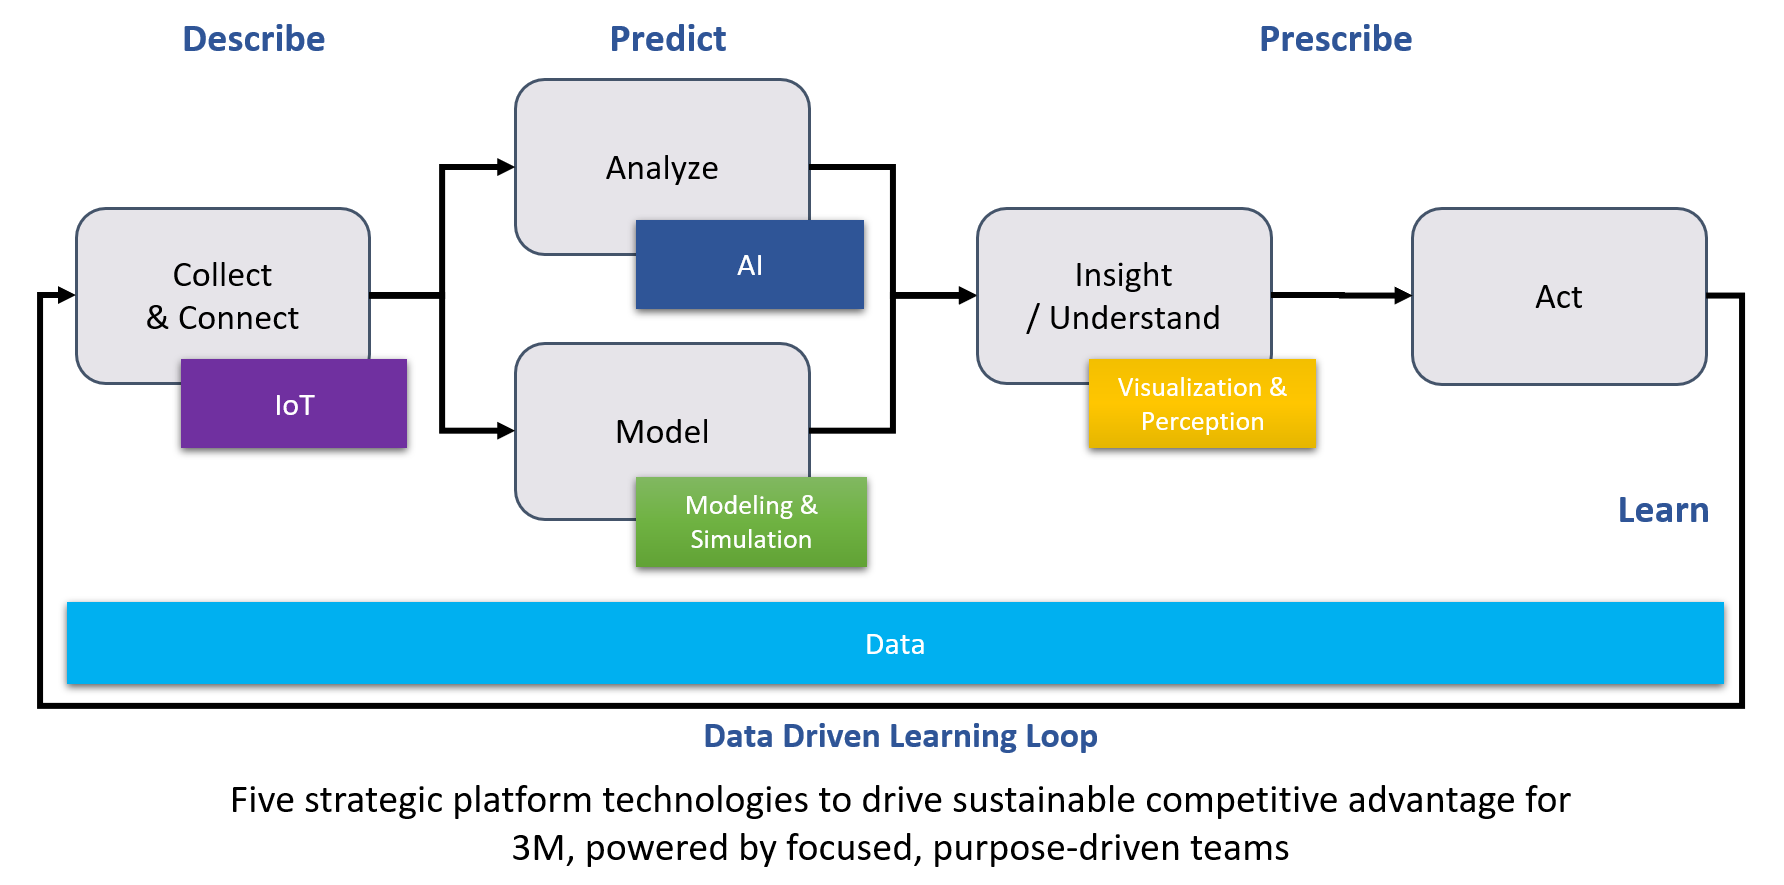 Describe
Predict
Prescribe
Analyze
AI
Collect
& Connect
IoT
Model
Modeling &
Simulation
Insight
/ Understand
Visualization &
Perception
Act
Learn
Data
Data Driven Learning Loop
Five strategic platform technologies to drive sustainable competitive advantage for
3M, powered by focused, purpose-driven teams